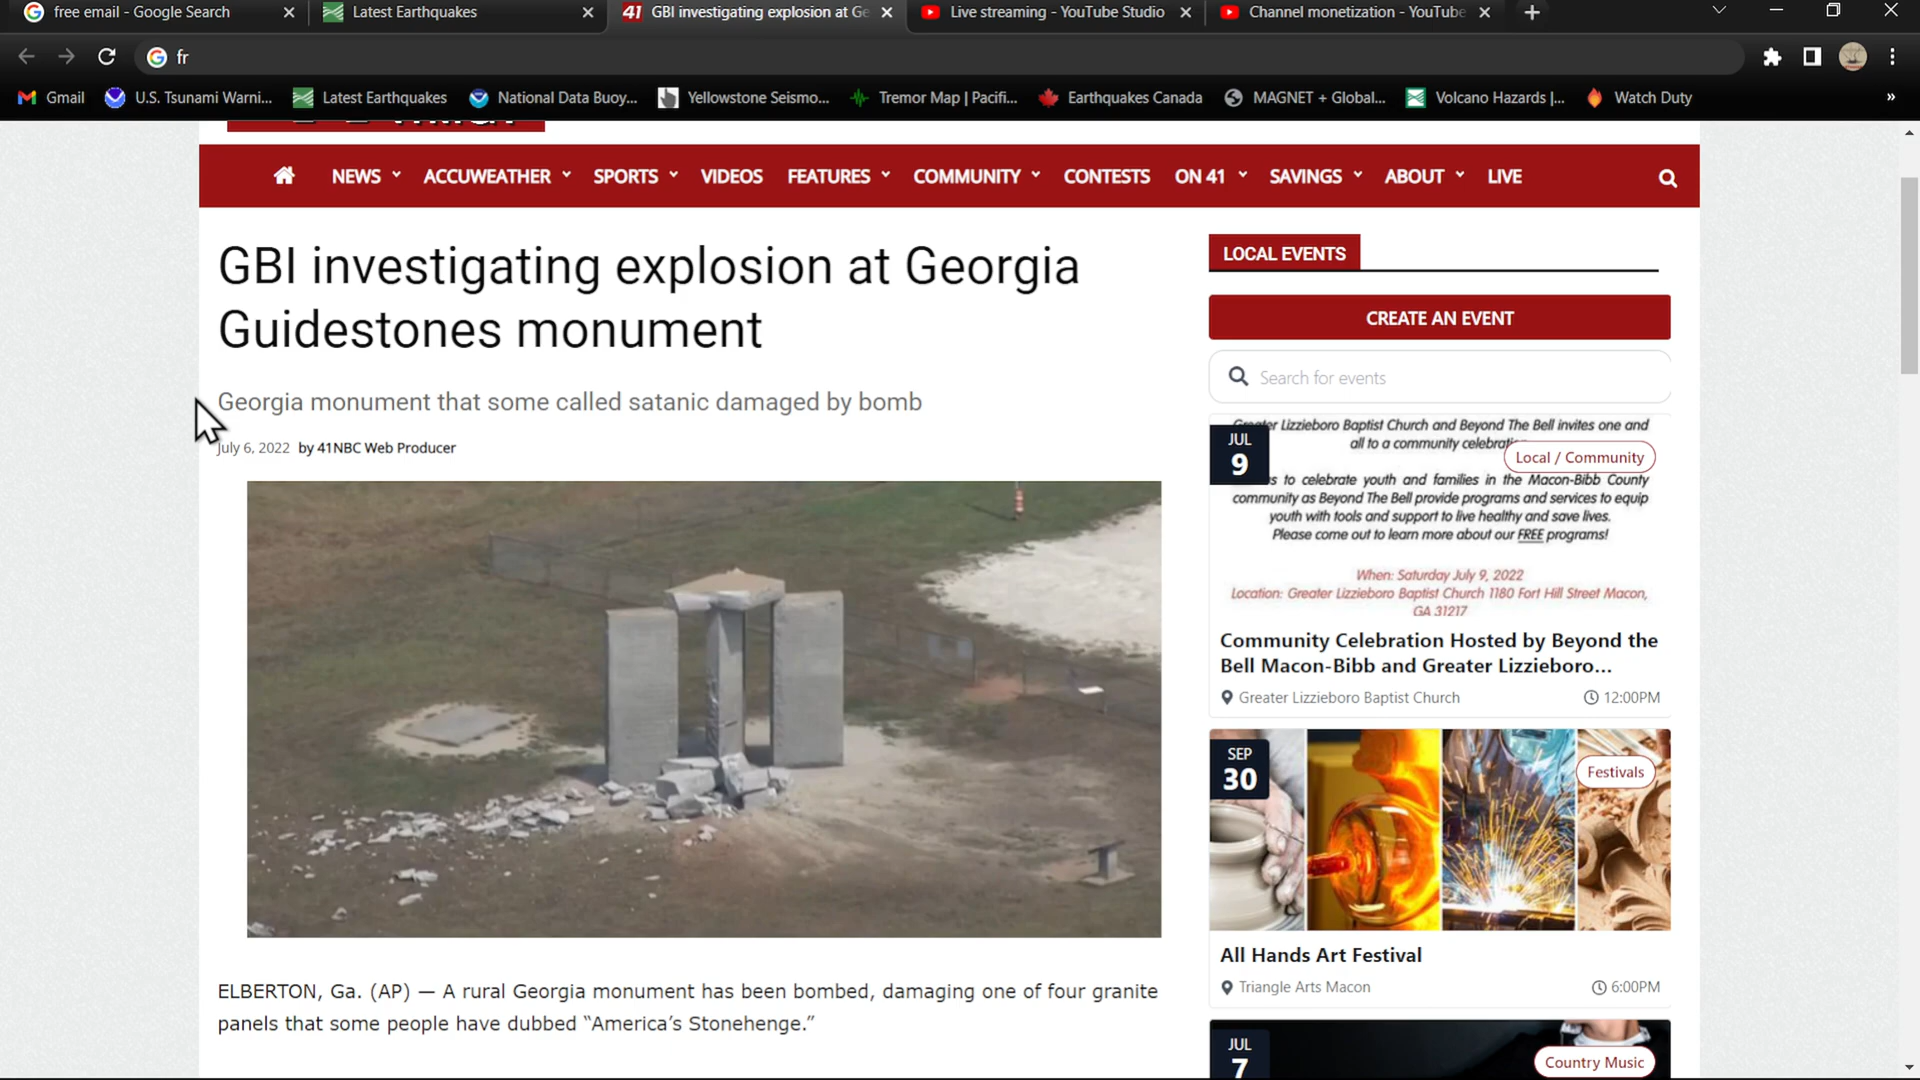 free email - Google Search
Latest Earthquakes
41 GBI investigating explosion at Ge
Live streaming - YouTube Studio
Channel monetization - YouTube
fr
Gmail
U.S. Tsunami Warni...
Latest Earthquakes
National Data Buoy...
Yellowstone Seismo...
Tremor Map | Pacifi...
Earthquakes Canada
MAGNET + Global...
Volcano Hazards |...
Watch Duty
»
NEWS ACCUWEATHER SPORTS VIDEOS FEATURES COMMUNITY CONTESTS ON 41 SAVINGS ABOUT LIVE
GBI investigating explosion at Georgia
Guidestones monument
Georgia monument that some called satanic damaged by bomb
July 6, 2022 by 41NBC Web Producer
ELBERTON, Ga. (AP) — A rural Georgia monument has been bombed, damaging one of four granite
panels that some people have dubbed “America’s Stonehenge.”
LOCAL EVENTS
CREATE AN EVENT
Search for events
JUL
9
Local / Community
Greater Lizzieboro Baptist Church and Beyond The Bell invites one and
all to a community
to celebrate youth and families in the Macon-Bibb County
community as Beyond The Bell provide programs and services to equip
youth with tools and support to live healthy and save lives.
Please come out to learn more about our FREE programs!
When: Saturday July 9, 2022
Location: Greater Lizzieboro Baptist Church 1180 Fort Hill Street Macon,
GA 31217
Community Celebration Hosted by Beyond the
Bell Macon-Bibb and Greater Lizzieboro...
Greater Lizzieboro Baptist Church 12:00PM
SEP
30
Festivals
All Hands Art Festival
Triangle Arts Macon 6:00PM
JUL
7
Country Music